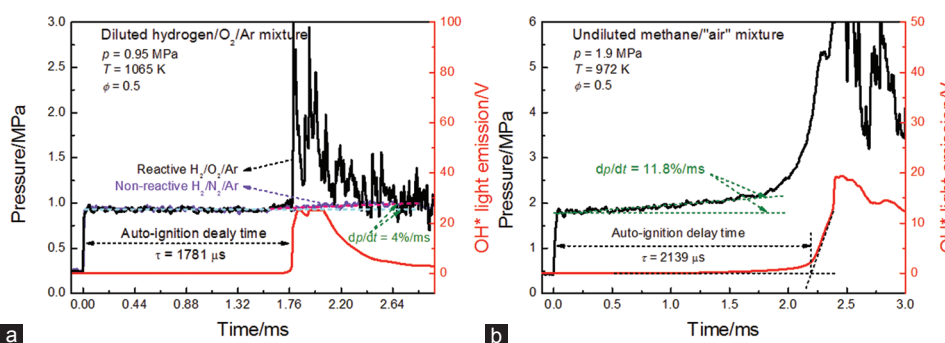 Diluted hydrogen/O2/Ar mixture
p = 0.95 MPa
T = 1065 K
ϕ = 0.5
Reactive H2/O2/Ar
Non-reactive H2/N2/Ar
Auto-ignition dealy time
τ = 1781 μs
dp/dt = 4%/ms
Pressure/MPa
3.0
2.5
2.0
1.5
1.0
0.5
0.0
OH* light emission/V
100
80
60
40
20
0
0.00 0.44 0.88 1.32 1.76 2.20 2.64
Time/ms
a
Undiluted methane/"air" mixture
p = 1.9 MPa
T = 972 K
ϕ = 0.5
dp/dt = 11.8%/ms
Auto-ignition delay time
τ = 2139 μs
Pressure/MPa
6
5
4
3
2
1
0
50
40
30
20
10
0
0.0 0.5 1.0 1.5 2.0 2.5 3.0
Time/ms
b